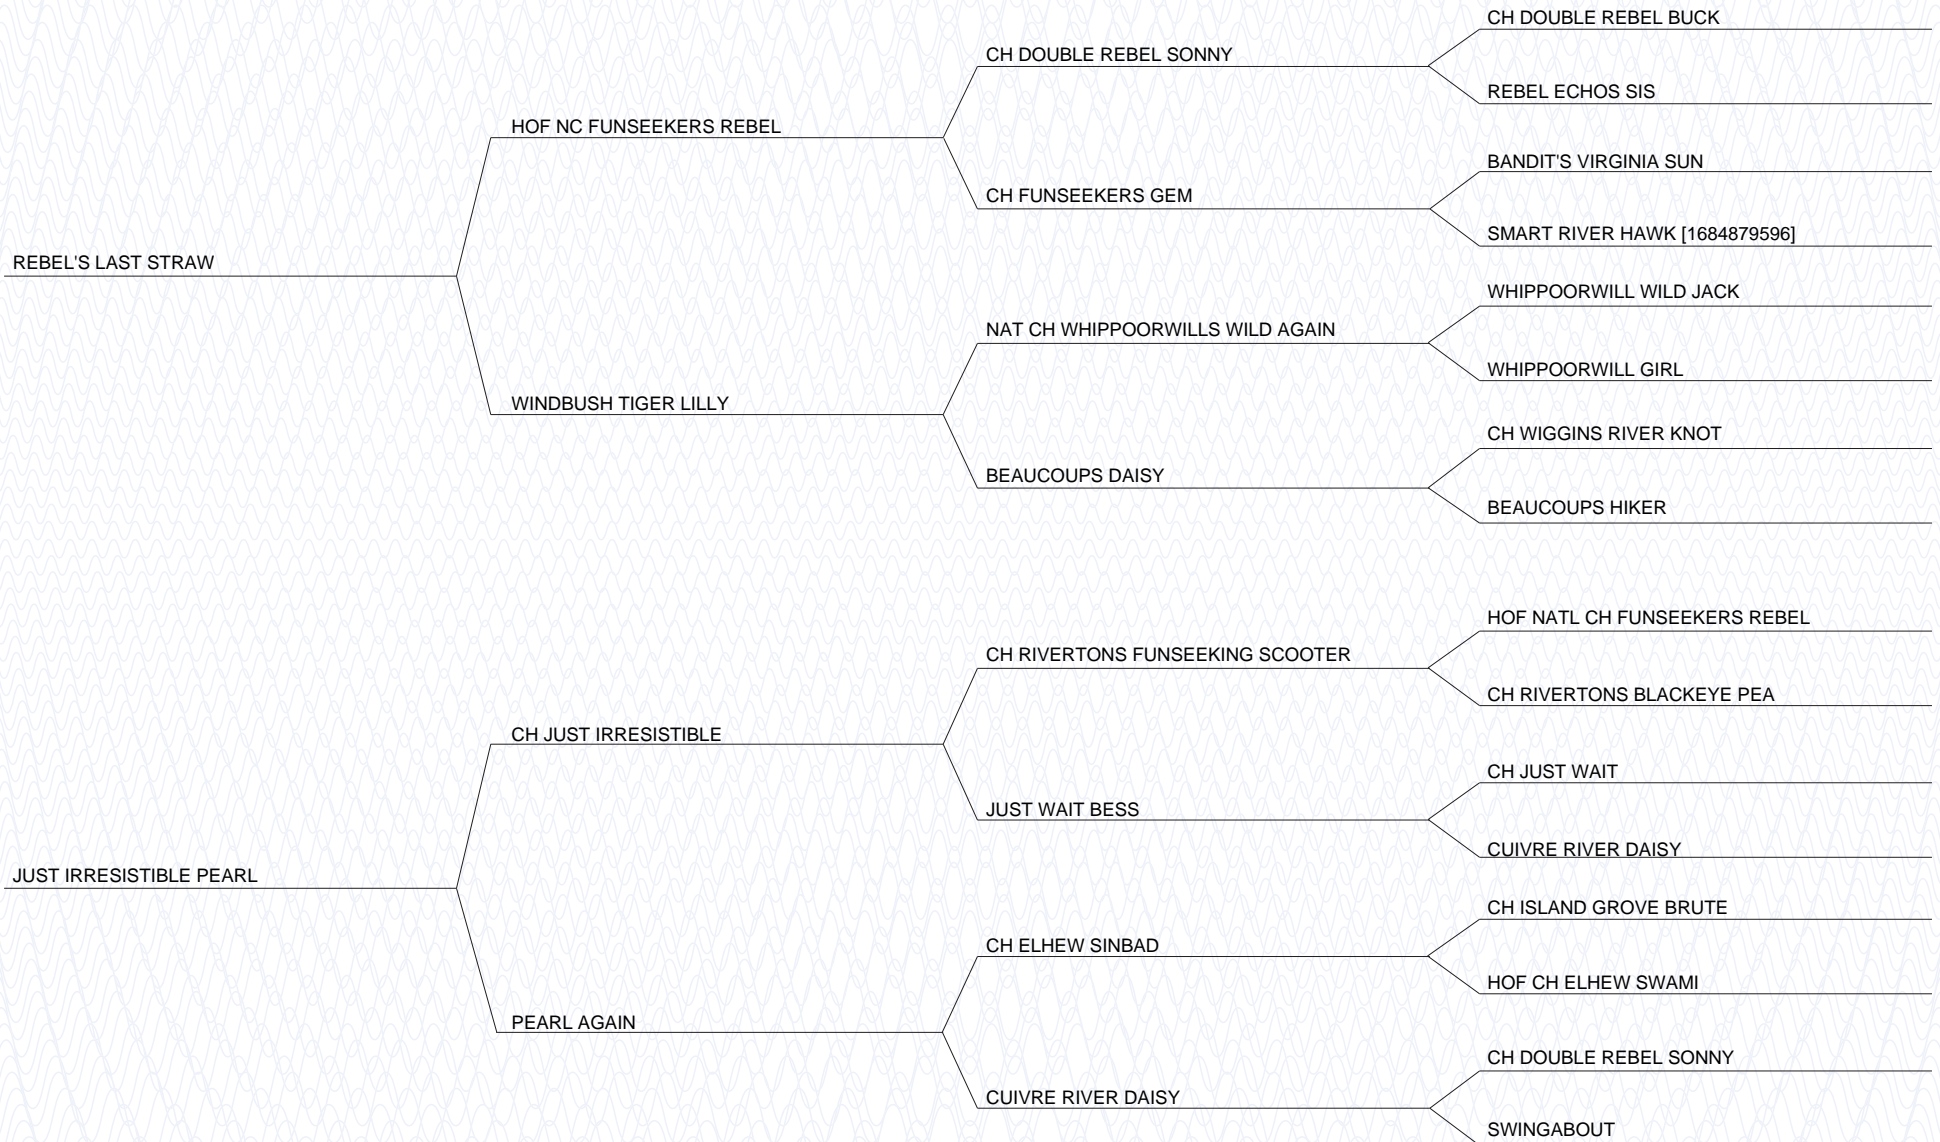 CH DOUBLE REBEL BUCK
CH DOUBLE REBEL SONNY
REBEL ECHOS SIS
HOF NC FUNSEEKERS REBEL
BANDIT'S VIRGINIA SUN
CH FUNSEEKERS GEM
SMART RIVER HAWK [1684879596]
REBEL'S LAST STRAW
WHIPPOORWILL WILD JACK
NAT CH WHIPPOORWILLS WILD AGAIN
WHIPPOORWILL GIRL
WINDBUSH TIGER LILLY
CH WIGGINS RIVER KNOT
BEAUCOUPS DAISY
BEAUCOUPS HIKER
HOF NATL CH FUNSEEKERS REBEL
CH RIVERTONS FUNSEEKING SCOOTER
CH RIVERTONS BLACKEYE PEA
CH JUST IRRESISTIBLE
CH JUST WAIT
JUST WAIT BESS
CUIVRE RIVER DAISY
JUST IRRESISTIBLE PEARL
CH ISLAND GROVE BRUTE
CH ELHEW SINBAD
HOF CH ELHEW SWAMI
PEARL AGAIN
CH DOUBLE REBEL SONNY
CUIVRE RIVER DAISY
SWINGABOUT